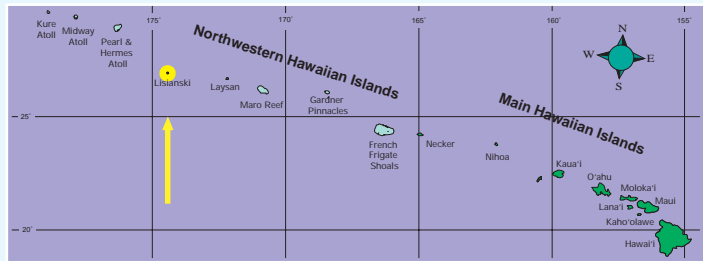 175˚
170˚
165˚
160˚
155˚
Kure
Atoll
Midway
Atoll
Pearl &
Hermes
Atoll
Northwestern Hawaiian Islands
N
W
E
S
Lisianski
Laysan
Maro Reef
Gardner
Pinnacles
Main Hawaiian Islands
25˚
French
Frigate
Shoals
Necker
Nihoa
Kaua'i
O'ahu
Moloka'i
Lana'i
Maui
Kaho'olawe
20˚
Hawai'i